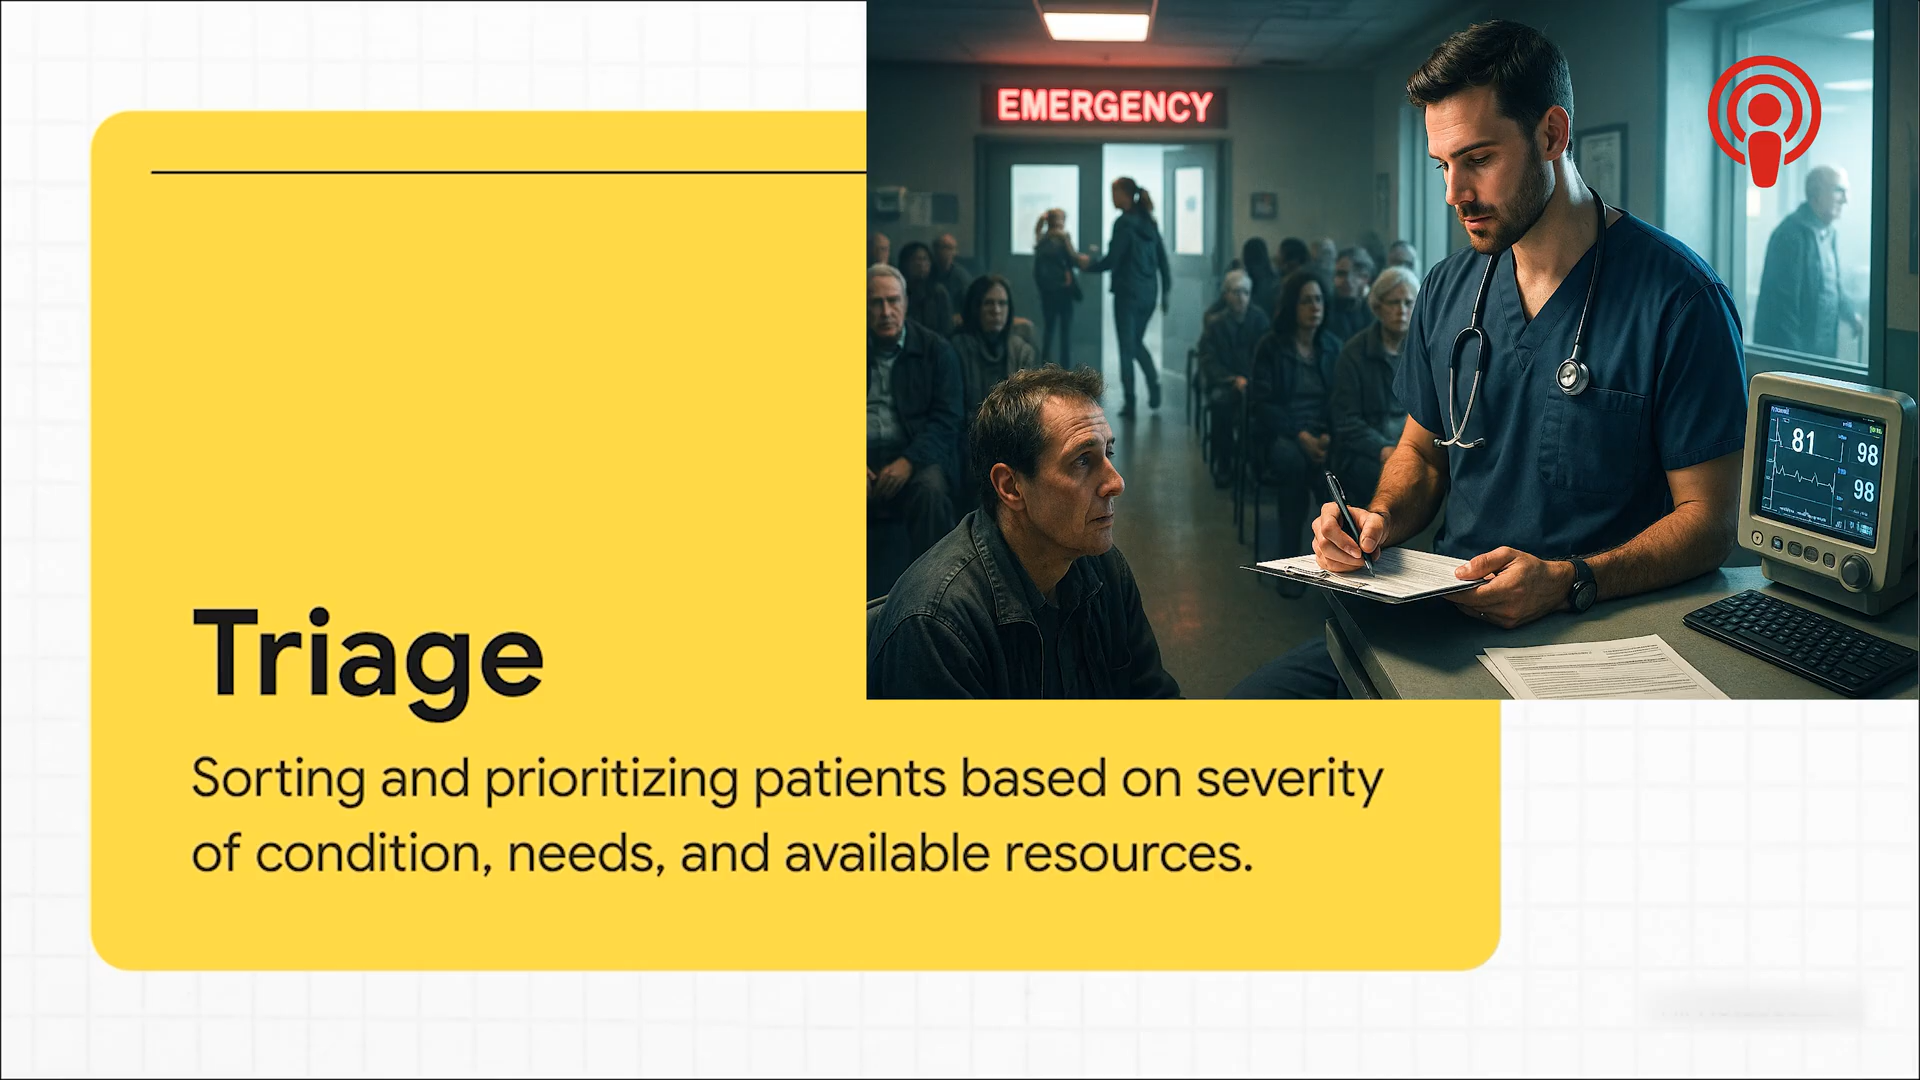 EMERGENCY
81
98
98
Triage
Sorting and prioritizing patients based on severity
of condition, needs, and available resources.